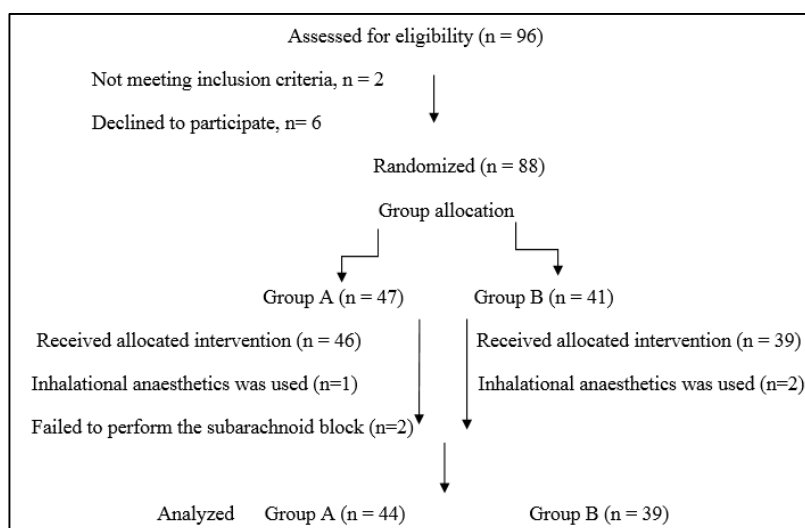 Assessed for eligibility (n = 96)
Not meeting inclusion criteria, n = 2
Declined to participate, n= 6
Randomized (n = 88)
Group allocation
Group A (n = 47) Group B (n = 41)
Received allocated intervention (n = 46) Received allocated intervention (n = 39)
Inhalational anaesthetics was used (n=1) Inhalational anaesthetics was used (n=2)
Failed to perform the subarachnoid block (n=2)
Analyzed Group A (n = 44) Group B (n = 39)